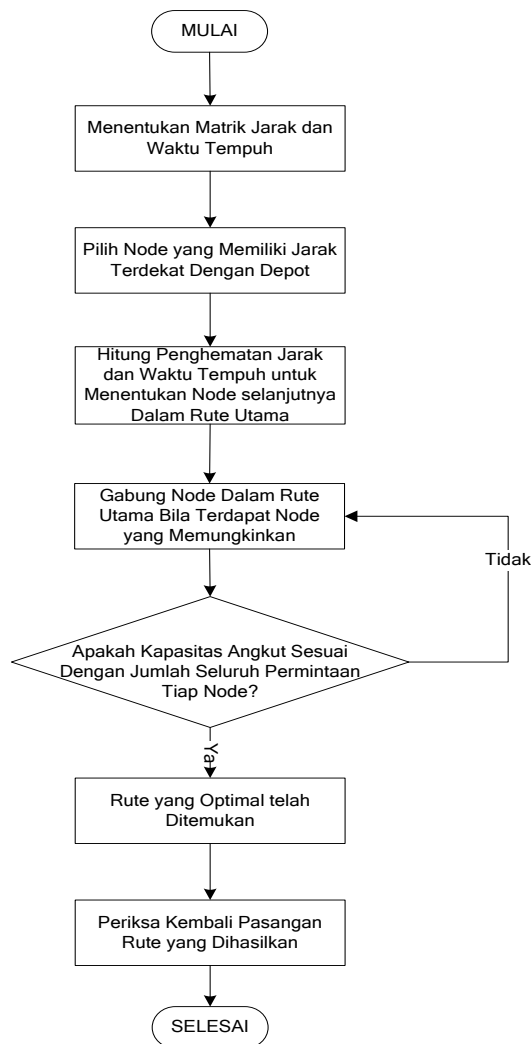 MULAI
Menentukan Matrik Jarak dan
Waktu Tempuh
Pilih Node yang Memiliki Jarak
Terdekat Dengan Depot
Hitung Penghematan Jarak
dan Waktu Tempuh untuk
Menentukan Node selanjutnya
Dalam Rute Utama
Gabung Node Dalam Rute
Utama Bila Terdapat Node
yang Memungkinkan
Tidak
Apakah Kapasitas Angkut Sesuai
Dengan Jumlah Seluruh Permintaan
Tiap Node?
Ya
Rute yang Optimal telah
Ditemukan
Periksa Kembali Pasangan
Rute yang Dihasilkan
SELESAI